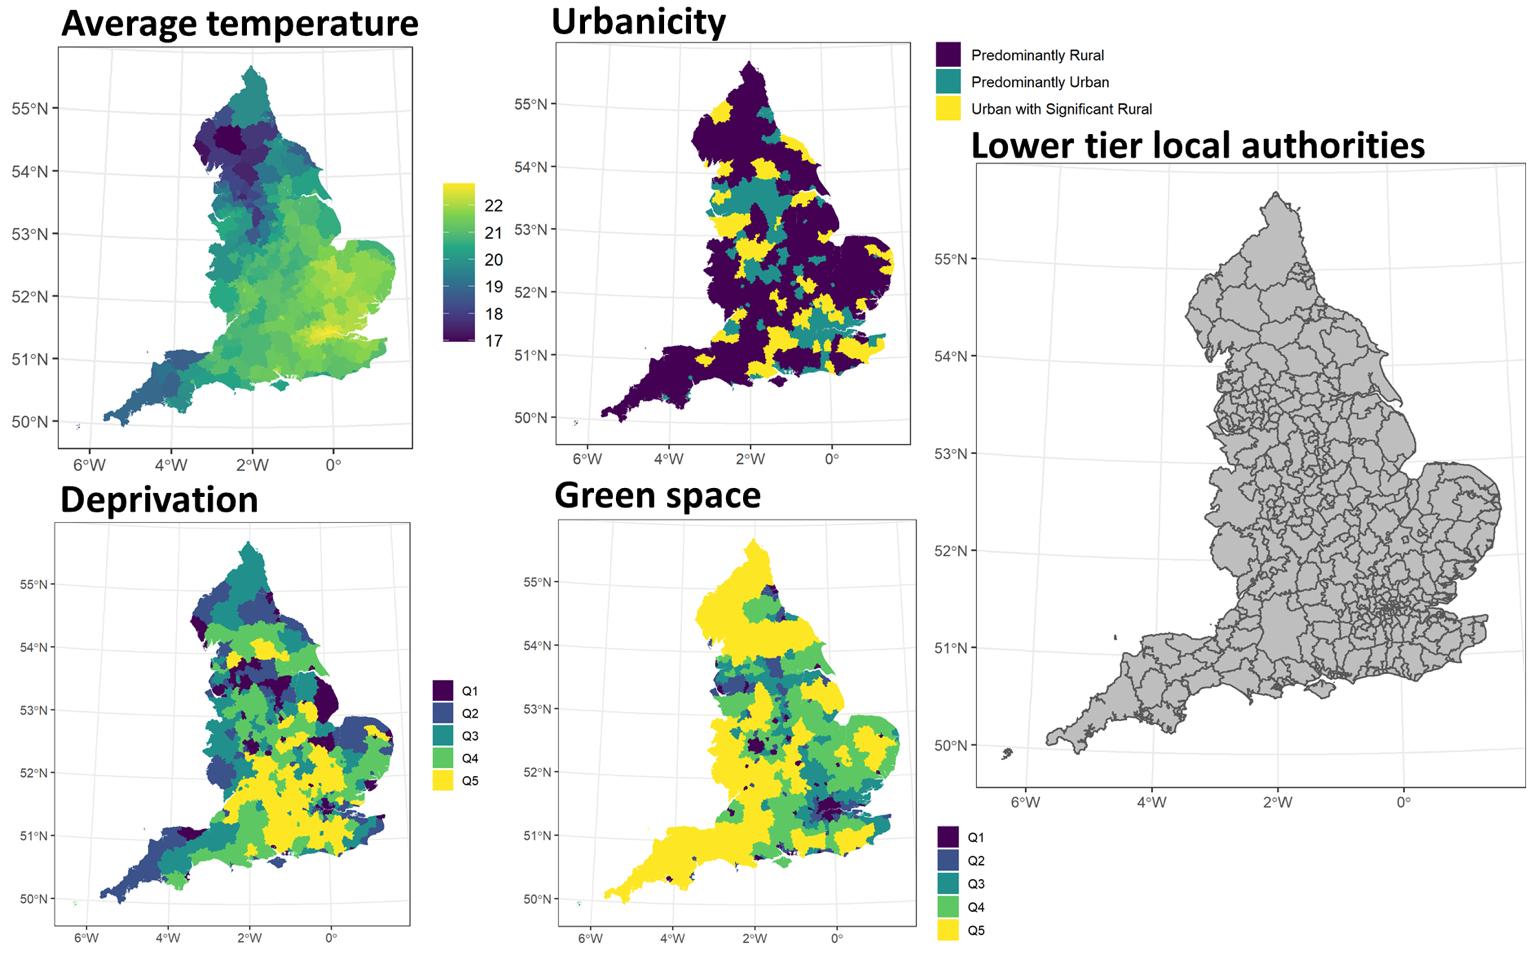 Average temperature
55°N
54°N
53°N
52°N
51°N
50°N
6°W
4°W
2°W
0°
22
21
20
19
18
17
Urbanicity
55°N
54°N
53°N
52°N
51°N
50°N
6°W
4°W
2°W
0°
Predominantly Rural
Predominantly Urban
Urban with Significant Rural
Lower tier local authorities
55°N
54°N
53°N
52°N
51°N
50°N
6°W
4°W
2°W
0°
Deprivation
55°N
54°N
53°N
52°N
51°N
50°N
6°W
4°W
2°W
0°
Q1
Q2
Q3
Q4
Q5
Green space
55°N
54°N
53°N
52°N
51°N
50°N
6°W
4°W
2°W
0°
Q1
Q2
Q3
Q4
Q5